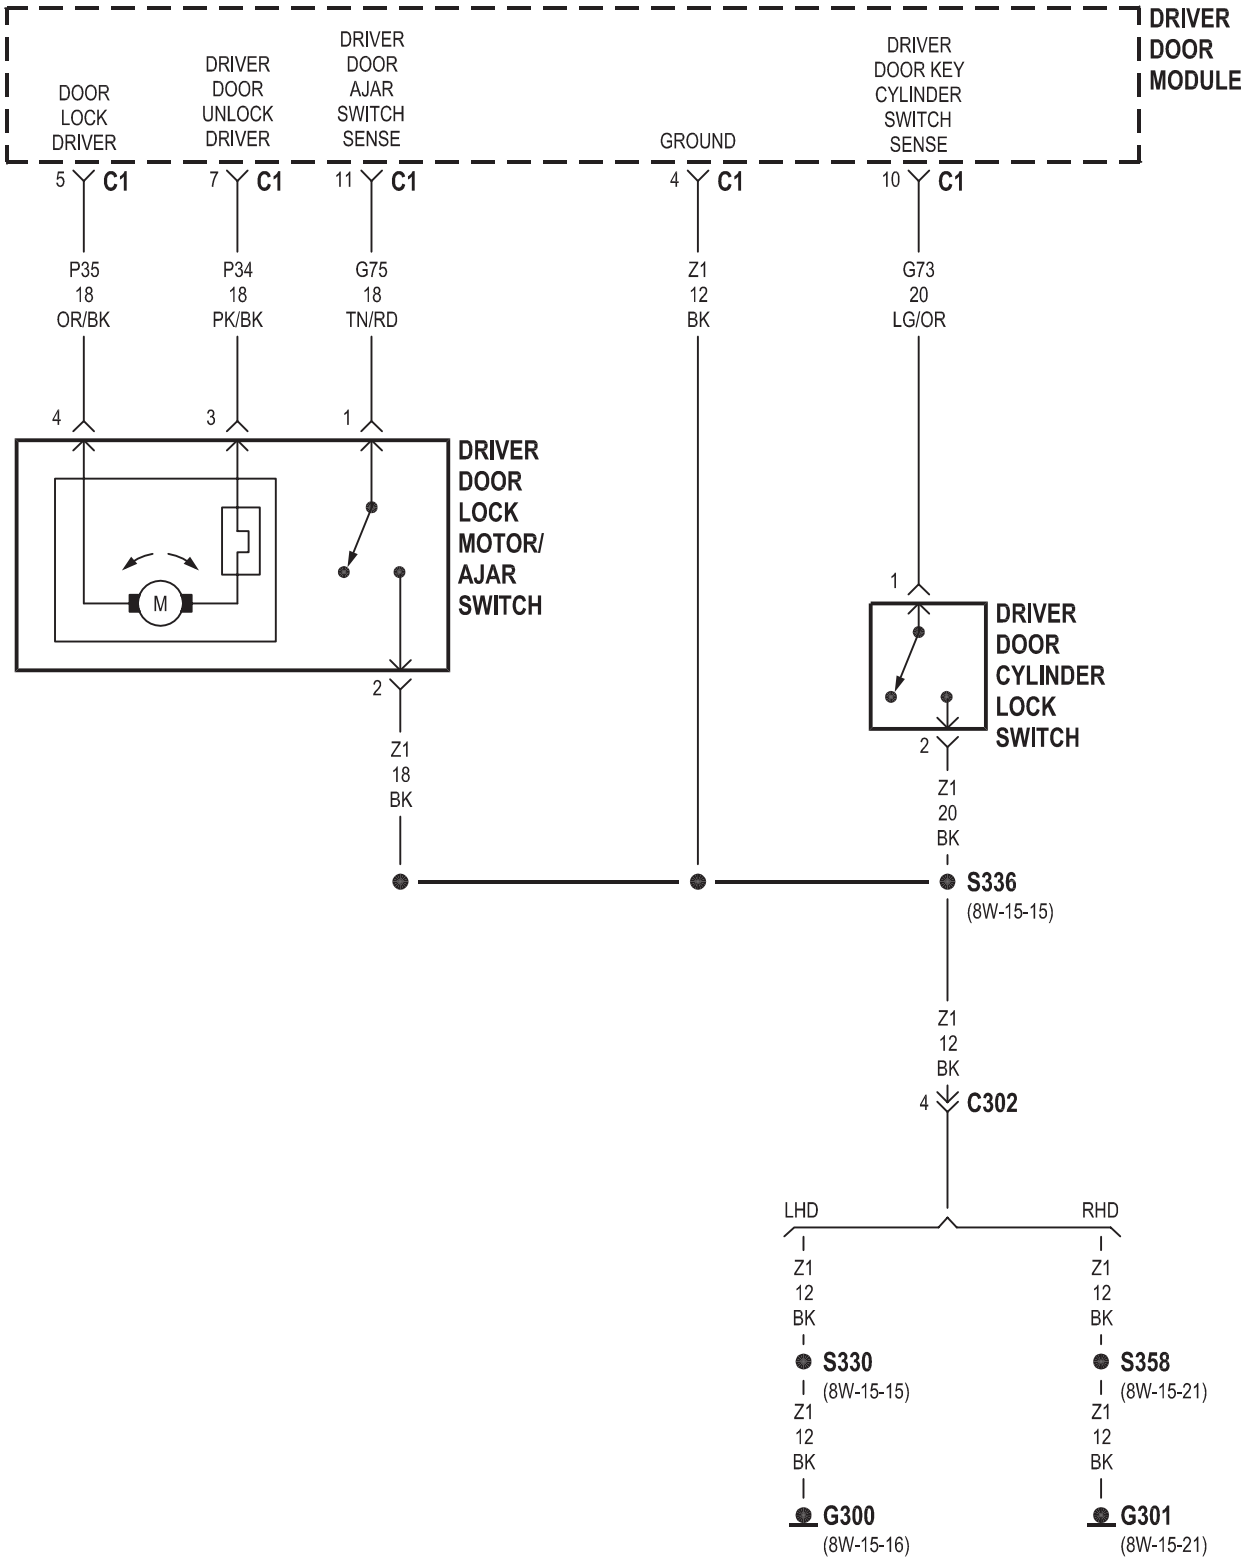 DRIVER
DOOR
MODULE
DOOR
LOCK
DRIVER
DRIVER
DOOR
UNLOCK
DRIVER
DRIVER
DOOR
AJAR
SWITCH
SENSE
GROUND
DRIVER
DOOR KEY
CYLINDER
SWITCH
SENSE
5 C1
7 C1
11 C1
4 C1
10 C1
P35
18
OR/BK
P34
18
PK/BK
G75
18
TN/RD
Z1
12
BK
G73
20
LG/OR
4
3
1
DRIVER
DOOR
LOCK
MOTOR/
AJAR
SWITCH
M
2
Z1
18
BK
1
DRIVER
DOOR
CYLINDER
LOCK
SWITCH
2
Z1
20
BK
S336
(8W-15-15)
Z1
12
BK
4 C302
LHD
RHD
Z1
12
BK
S330
(8W-15-15)
Z1
12
BK
G300
(8W-15-16)
Z1
12
BK
S358
(8W-15-21)
Z1
12
BK
G301
(8W-15-21)